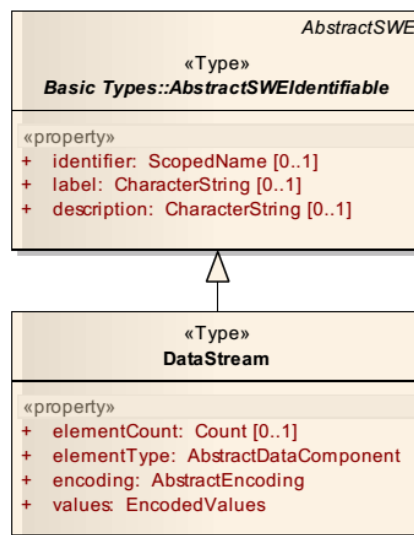 AbstractSWE
«Type»
Basic Types::AbstractSWEIdentifiable
«property»
+ identifier: ScopedName [0..1]
+ label: CharacterString [0..1]
+ description: CharacterString [0..1]
«Type»
DataStream
«property»
+ elementCount: Count [0..1]
+ elementType: AbstractDataComponent
+ encoding: AbstractEncoding
+ values: EncodedValues